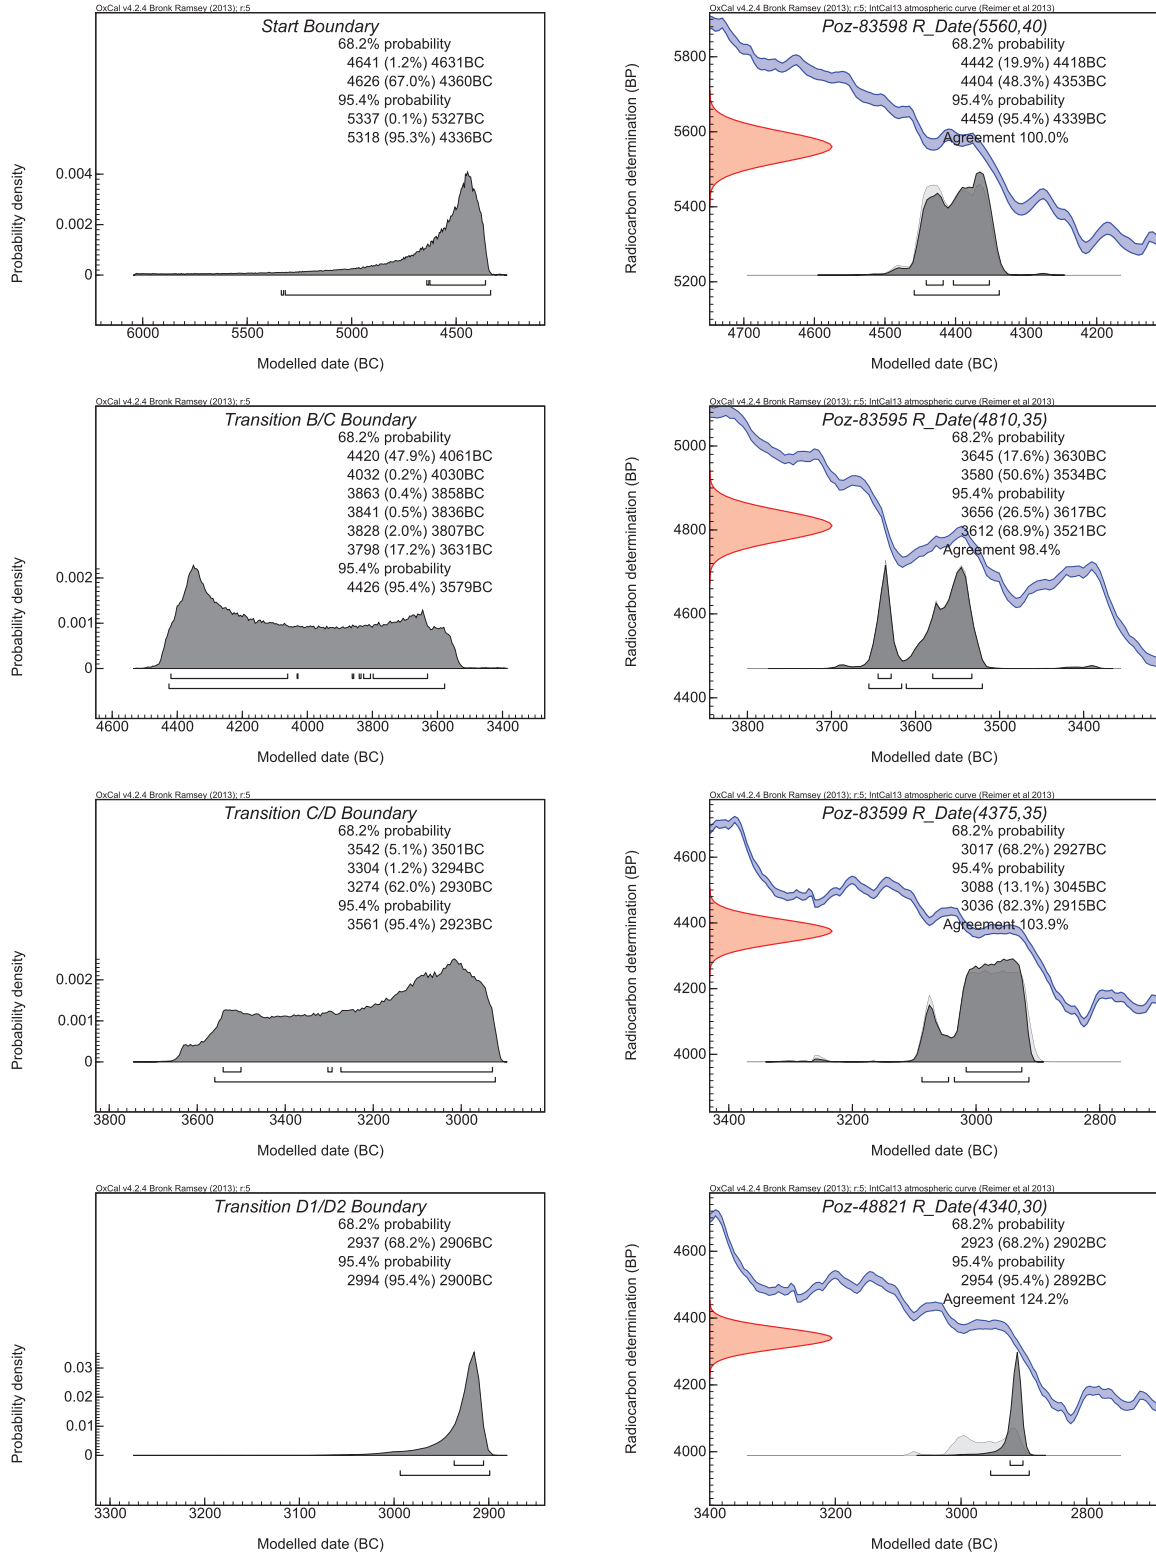 OxCal v4.2.4 Bronk Ramsey (2013); r:5
Start Boundary
68.2% probability
4641 (1.2%) 4631BC
4626 (67.0%) 4360BC
95.4% probability
5337 (0.1%) 5327BC
5318 (95.3%) 4336BC
Probability density
0.004
0.002
0
6000 5500 5000 4500
Modelled date (BC)
OxCal v4.2.4 Bronk Ramsey (2013); r:5; IntCal13 atmospheric curve (Reimer et al 2013)
Poz-83598 R_Date(5560,40)
68.2% probability
4442 (19.9%) 4418BC
4404 (48.3%) 4353BC
95.4% probability
4459 (95.4%) 4339BC
Agreement 100.0%
Radiocarbon determination (BP)
5800
5600
5400
5200
4700 4600 4500 4400 4300 4200
Modelled date (BC)
OxCal v4.2.4 Bronk Ramsey (2013); r:5
Transition B/C Boundary
68.2% probability
4420 (47.9%) 4061BC
4032 (0.2%) 4030BC
3863 (0.4%) 3858BC
3841 (0.5%) 3836BC
3828 (2.0%) 3807BC
3798 (17.2%) 3631BC
95.4% probability
4426 (95.4%) 3579BC
Probability density
0.002
0.001
0
4600 4400 4200 4000 3800 3600 3400
Modelled date (BC)
OxCal v4.2.4 Bronk Ramsey (2013); r:5; IntCal13 atmospheric curve (Reimer et al 2013)
Poz-83595 R_Date(4810,35)
68.2% probability
3645 (17.6%) 3630BC
3580 (50.6%) 3534BC
95.4% probability
3656 (26.5%) 3617BC
3612 (68.9%) 3521BC
Agreement 98.4%
Radiocarbon determination (BP)
5000
4800
4600
4400
3800 3700 3600 3500 3400
Modelled date (BC)
OxCal v4.2.4 Bronk Ramsey (2013); r:5
Transition C/D Boundary
68.2% probability
3542 (5.1%) 3501BC
3304 (1.2%) 3294BC
3274 (62.0%) 2930BC
95.4% probability
3561 (95.4%) 2923BC
Probability density
0.002
0.001
0
3800 3600 3400 3200 3000
Modelled date (BC)
OxCal v4.2.4 Bronk Ramsey (2013); r:5; IntCal13 atmospheric curve (Reimer et al 2013)
Poz-83599 R_Date(4375,35)
68.2% probability
3017 (68.2%) 2927BC
95.4% probability
3088 (13.1%) 3045BC
3036 (82.3%) 2915BC
Agreement 103.9%
Radiocarbon determination (BP)
4600
4400
4200
4000
3400 3200 3000 2800
Modelled date (BC)
OxCal v4.2.4 Bronk Ramsey (2013); r:5
Transition D1/D2 Boundary
68.2% probability
2937 (68.2%) 2906BC
95.4% probability
2994 (95.4%) 2900BC
Probability density
0.03
0.02
0.01
0
3300 3200 3100 3000 2900
Modelled date (BC)
OxCal v4.2.4 Bronk Ramsey (2013); r:5; IntCal13 atmospheric curve (Reimer et al 2013)
Poz-48821 R_Date(4340,30)
68.2% probability
2923 (68.2%) 2902BC
95.4% probability
2954 (95.4%) 2892BC
Agreement 124.2%
Radiocarbon determination (BP)
4600
4400
4200
4000
3400 3200 3000 2800
Modelled date (BC)